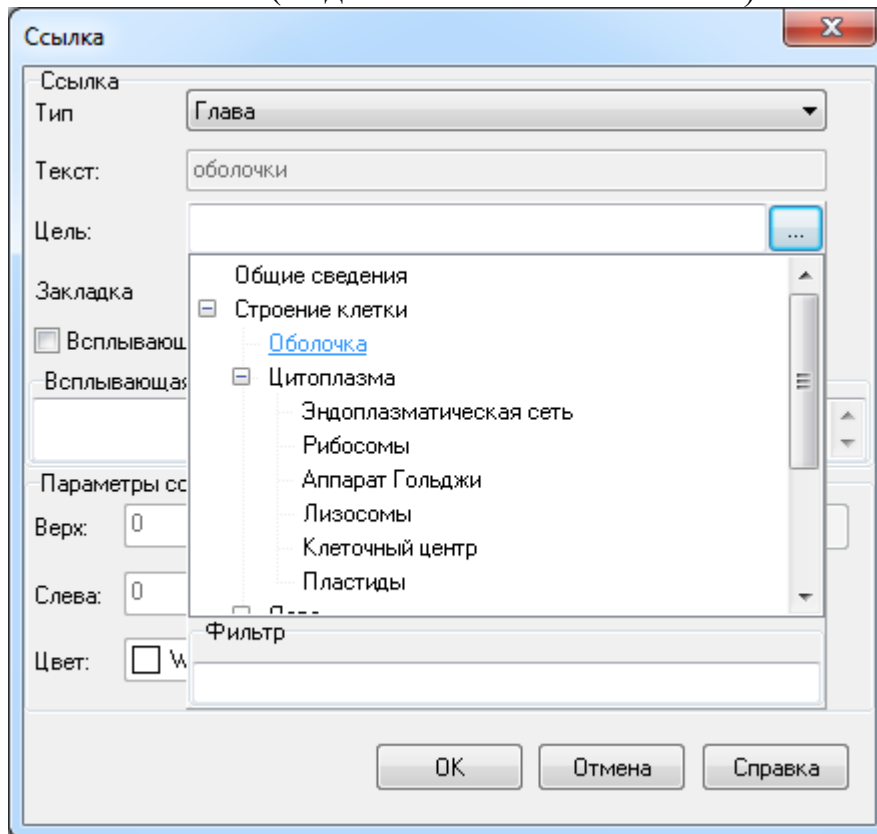 Ссылка
Ссылка
Тип Глава
Текст: оболочки
Цель: ...
Общие сведения
Закладка
Строение клетки
Оболочка
Цитоплазма
Эндоплазматическая сеть
Рибосомы
Аппарат Гольджи
Параметры
Лизосомы
Верх: 0
Клеточный центр
Пластиды
Слева: 0
Фильтр
Цвет:
OK Отмена Справка